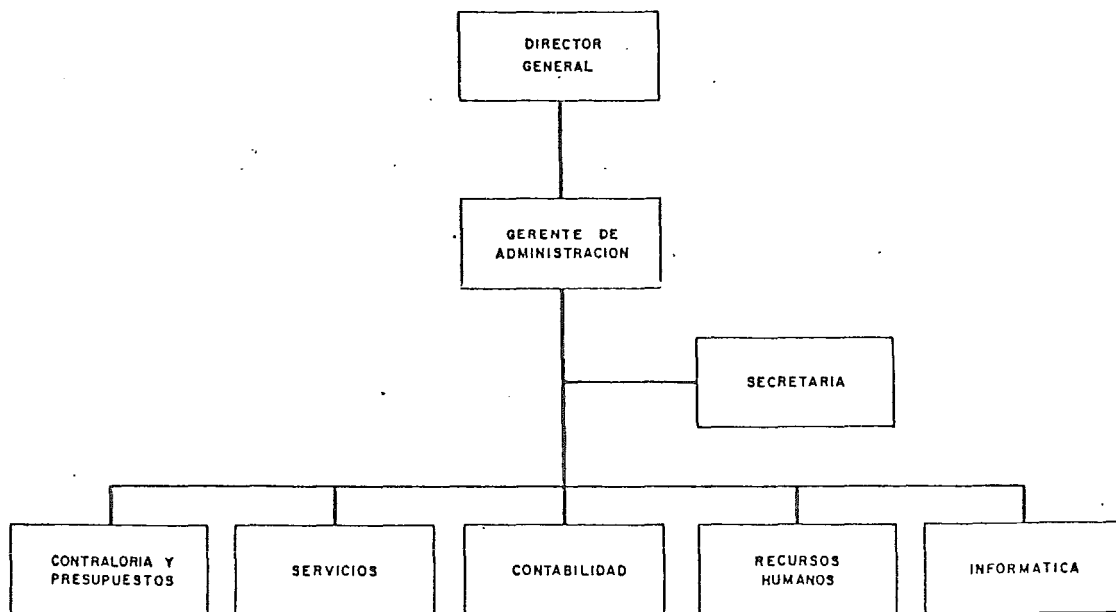 DIRECTOR
GENERAL
GERENTE DE
ADMINISTRACION
SECRETARIA
CONTRALORIA Y
PRESUPUESTOS
SERVICIOS
CONTABILIDAD
RECURSOS
HUMANOS
INFORMATICA